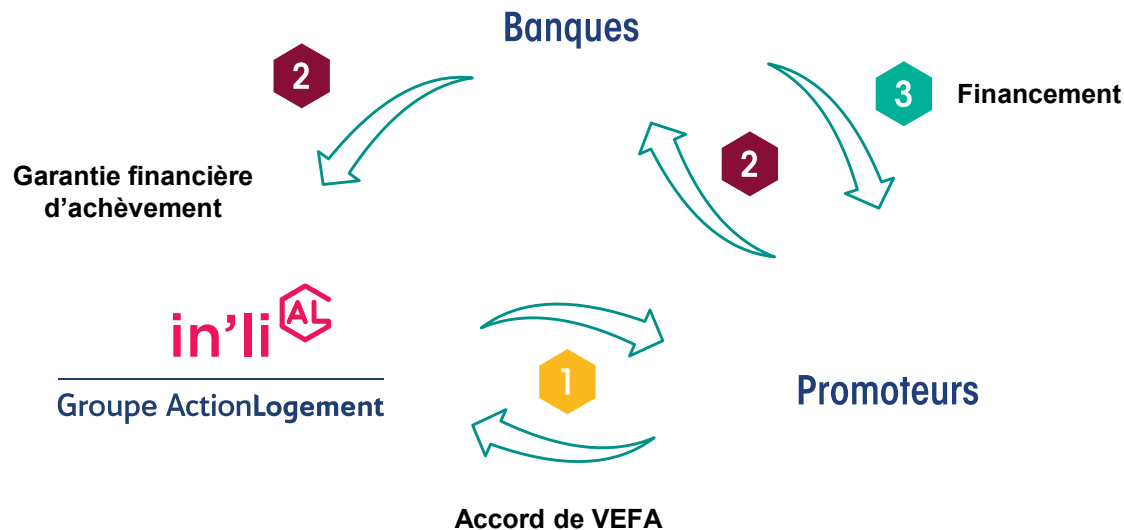 Banques
2
3
Financement
2
Garantie financière
d’achèvement
in’li AL
Groupe ActionLogement
1
Promoteurs
Accord de VEFA